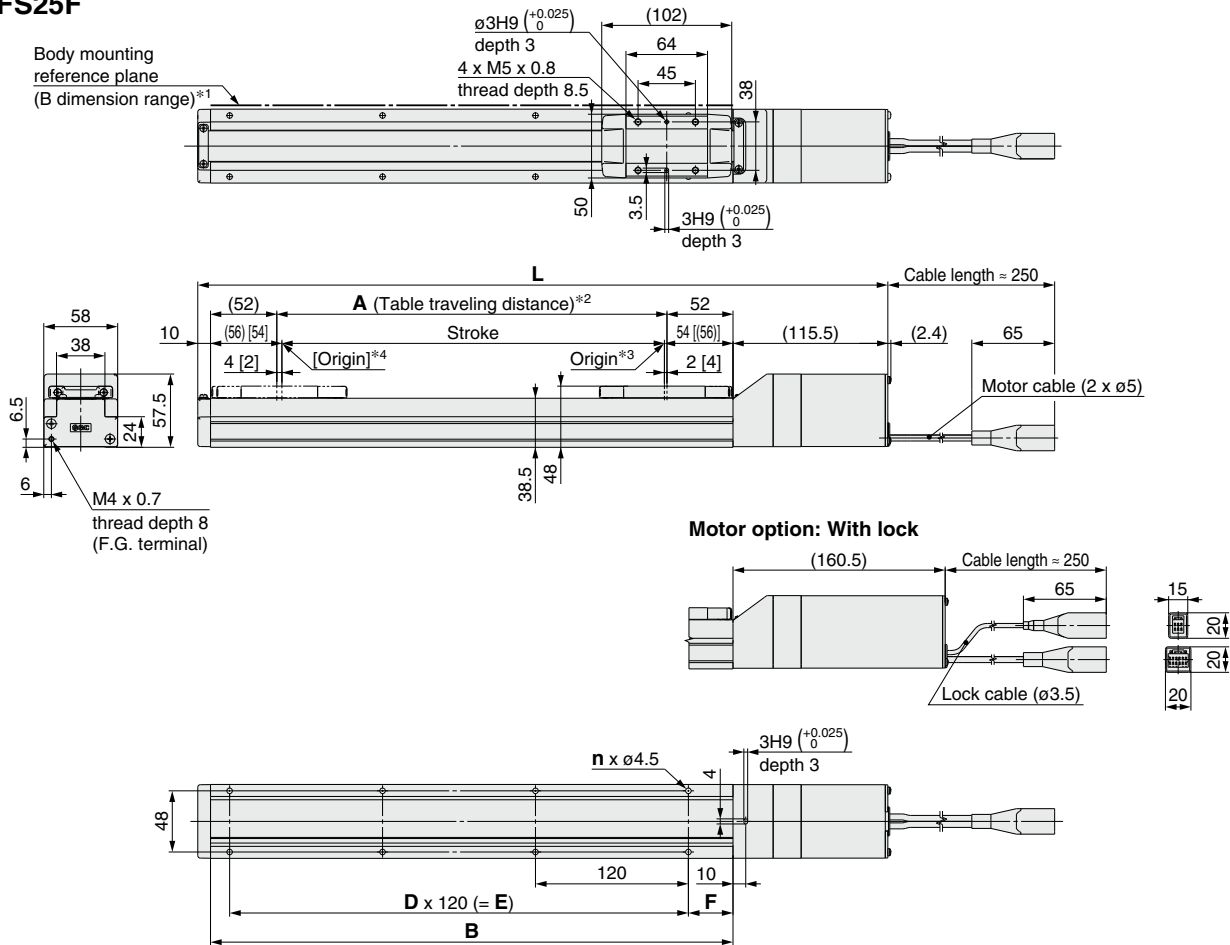 FS25F
Body mounting
reference plane
(B dimension range)*1
ø3H9 (+0.025 0)
depth 3
4 x M5 x 0.8
thread depth 8.5
(102)
64
45
38
50
3.5
3H9 (+0.025 0)
depth 3
L
Cable length ≈ 250
(52)
A (Table traveling distance)*2
52
58
38
10
(56) [54]
Stroke
54 [(56)]
(115.5)
(2.4)
65
4 [2]
[Origin]*4
Origin*3
2 [4]
Motor cable (2 x ø5)
6.5
24
57.5
6
38.5
48
M4 x 0.7
thread depth 8
(F.G. terminal)
Motor option: With lock
(160.5)
Cable length ≈ 250
65
15
20
20
20
Lock cable (ø3.5)
n x ø4.5
4
3H9 (+0.025 0)
depth 3
48
120
10
D x 120 (= E)
F
B